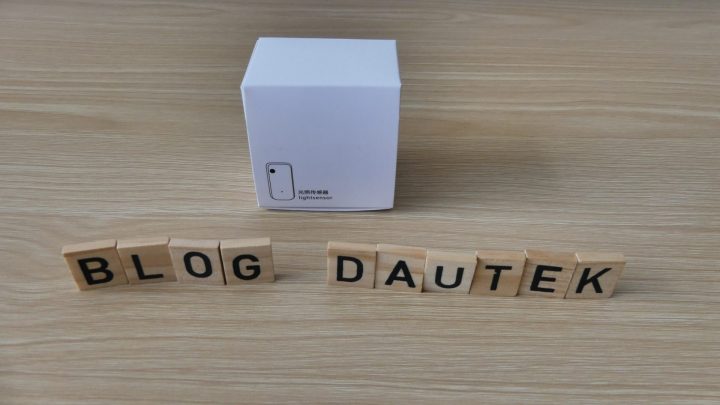 光照传感器
lightsensor
BLOG DAUTEK